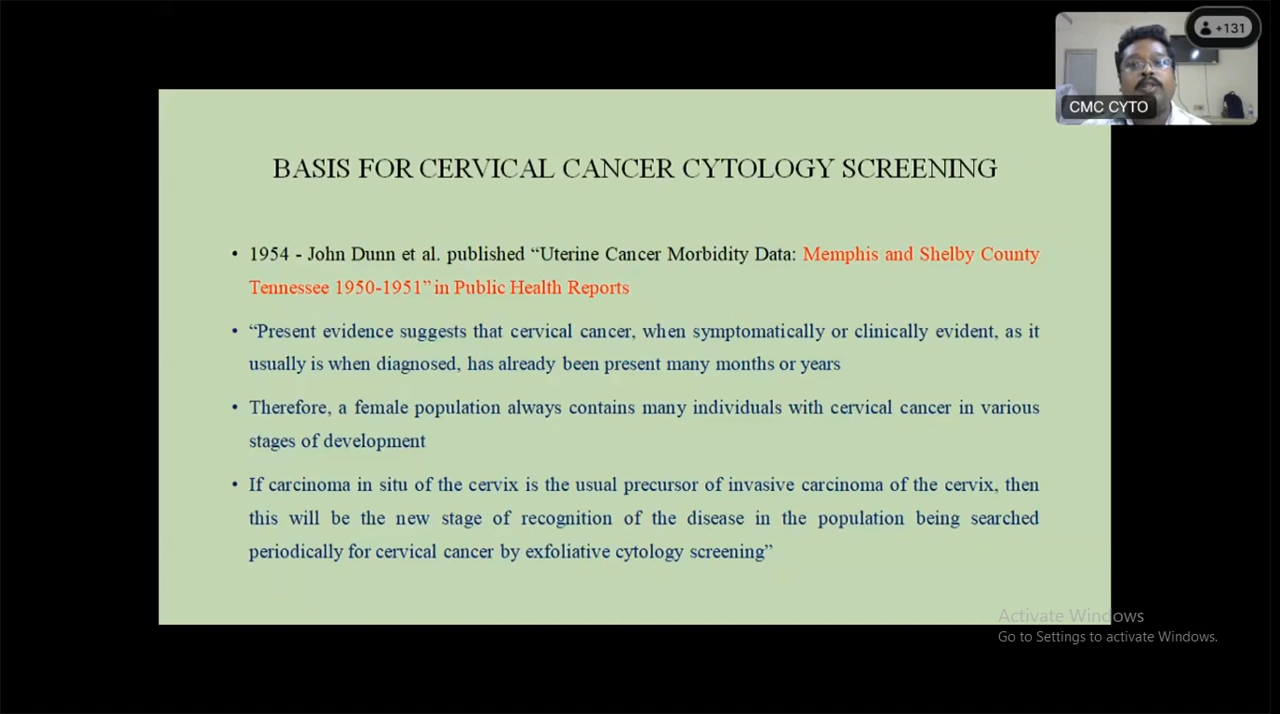 +131
CMC CYTO
BASIS FOR CERVICAL CANCER CYTOLOGY SCREENING
• 1954 - John Dunn et al. published “Uterine Cancer Morbidity Data: Memphis and Shelby County
Tennessee 1950-1951” in Public Health Reports
• “Present evidence suggests that cervical cancer, when symptomatically or clinically evident, as it
usually is when diagnosed, has already been present many months or years
• Therefore, a female population always contains many individuals with cervical cancer in various
stages of development
• If carcinoma in situ of the cervix is the usual precursor of invasive carcinoma of the cervix, then
this will be the new stage of recognition of the disease in the population being searched
periodically for cervical cancer by exfoliative cytology screening”
Activate Windows
Go to Settings to activate Windows.